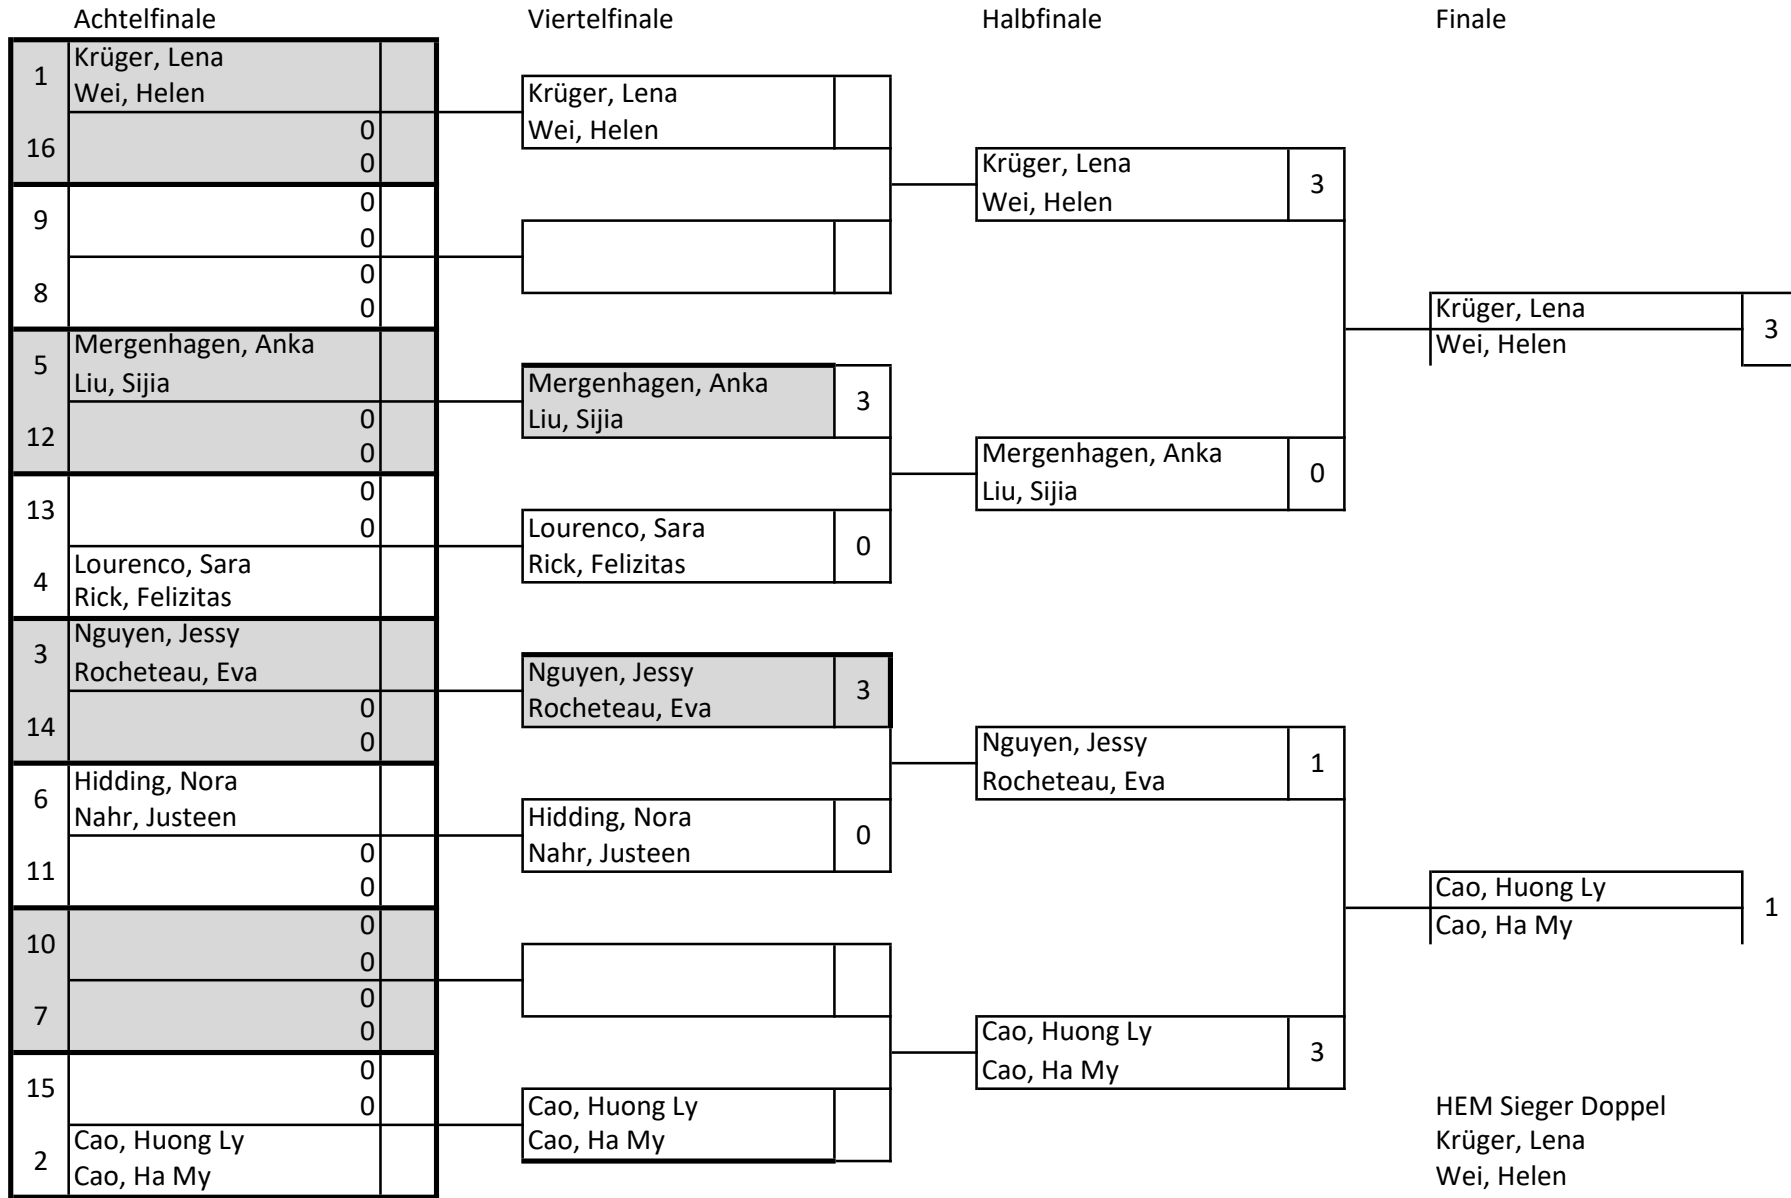 Achtelfinale Viertelfinale Halbfinale Finale
1 Krüger, Lena
Wei, Helen
16 0
0
9 0
0
8 0
0
5 Mergenhagen, Anka
Liu, Sijia
12 0
0
13 0
0
4 Lourenco, Sara
Rick, Felizitas
3 Nguyen, Jessy
Rocheteau, Eva
14 0
0
6 Hidding, Nora
Nahr, Justeen
11 0
0
10 0
0
7 0
0
15 0
0
2 Cao, Huong Ly
Cao, Ha My
Krüger, Lena
Wei, Helen
Mergenhagen, Anka
Liu, Sijia 3
Lourenco, Sara
Rick, Felizitas 0
Nguyen, Jessy
Rocheteau, Eva 3
Hidding, Nora
Nahr, Justeen 0
Cao, Huong Ly
Cao, Ha My
Krüger, Lena
Wei, Helen 3
Mergenhagen, Anka
Liu, Sijia 0
Nguyen, Jessy
Rocheteau, Eva 1
Cao, Huong Ly
Cao, Ha My 3
Krüger, Lena
Wei, Helen 3
Cao, Huong Ly
Cao, Ha My 1
HEM Sieger Doppel
Krüger, Lena
Wei, Helen